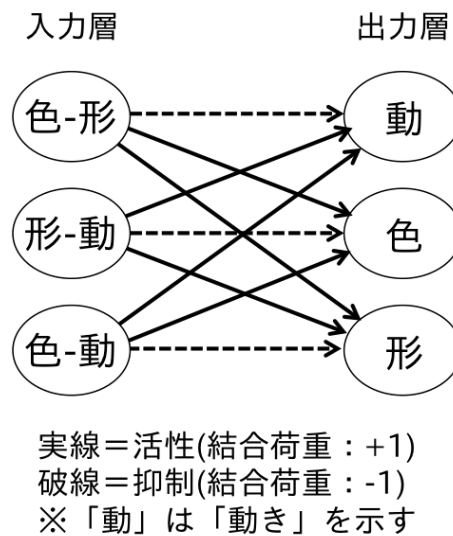 入力層
出力層
色-形
動
形-動
色
色-動
形
実線＝活性(結合荷重：+1)
破線＝抑制(結合荷重：-1)
※「動」は「動き」を示す